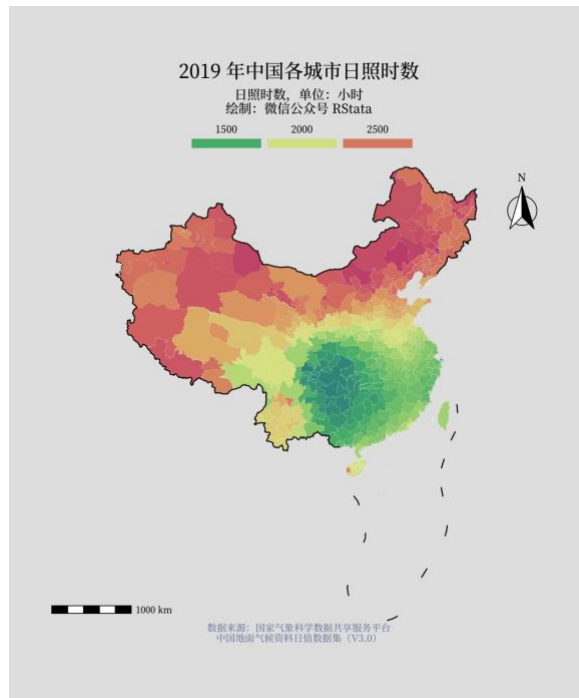 2019 年中国各城市日照时数
日照时数，单位：小时
绘制：微信公众号 RStata
1500 2000 2500
N
1000 km
数据来源：国家气象科学数据共享服务平台
中国地面气候资料日值数据集（V3.0）